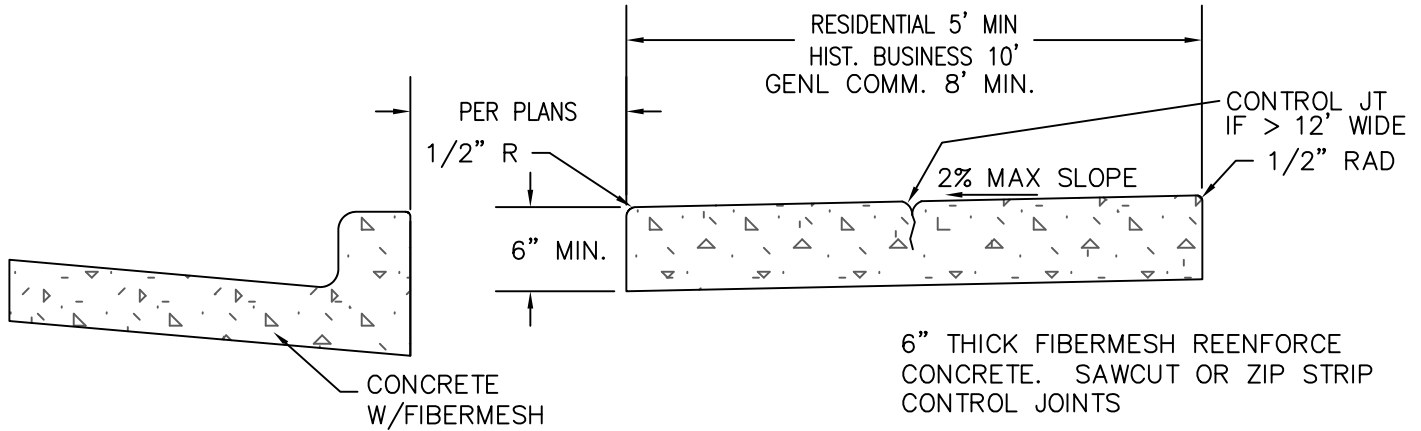 RESIDENTIAL 5' MIN
HIST. BUSINESS 10'
GENL COMM. 8' MIN.
PER PLANS
CONTROL JT
IF > 12' WIDE
1/2" R
1/2" RAD
2% MAX SLOPE
6" MIN.
6" THICK FIBERMESH REENFORCE
CONCRETE. SAWCUT OR ZIP STRIP
CONTROL JOINTS
CONCRETE
W/FIBERMESH